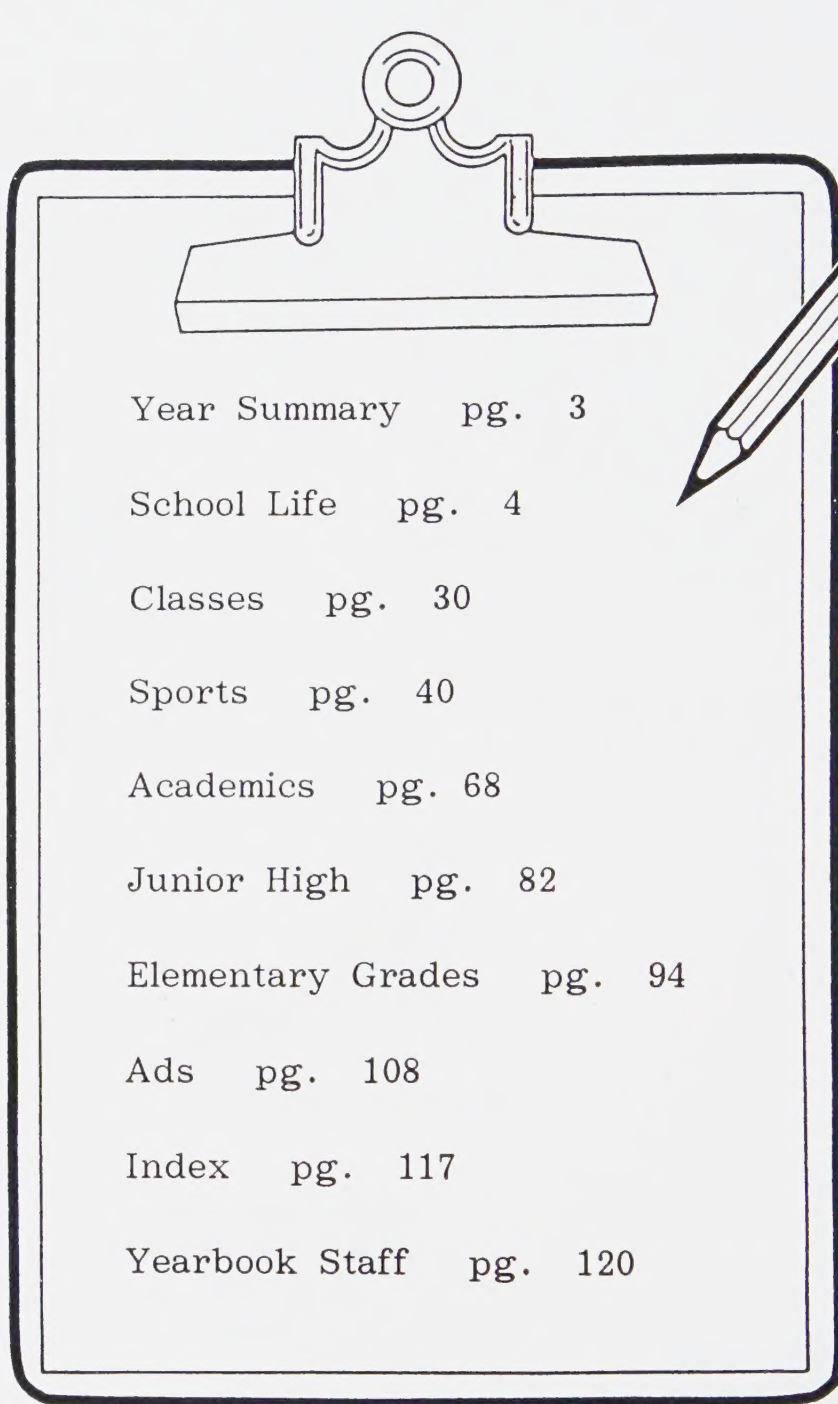 Year Summary pg. 3
School Life pg. 4
Classes pg. 30
Sports pg. 40
Academics pg. 68
Junior High pg. 82
Elementary Grades pg. 94
Ads pg. 108
Index pg. 117
Yearbook Staff pg. 120